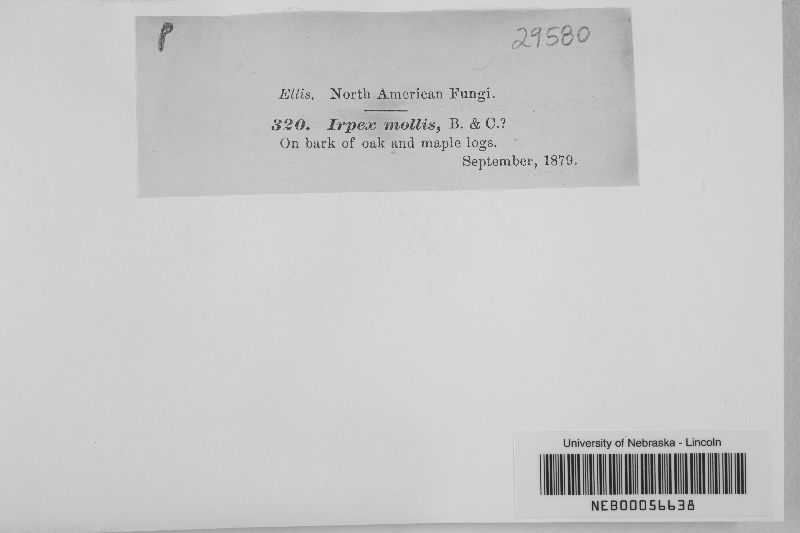 P 29580
Ellis, North American Fungi.
320. Irpex mollis, B. & C.?
On bark of oak and maple logs.
September, 1879.
University of Nebraska - Lincoln
NEB00056638